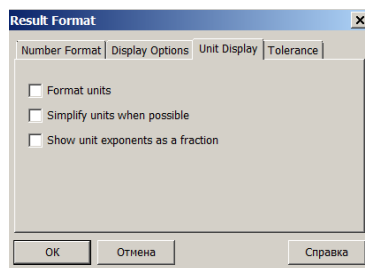 Result Format
Number Format Display Options Unit Display Tolerance
Format units
Simplify units when possible
Show unit exponents as a fraction
ОК Отмена Справка